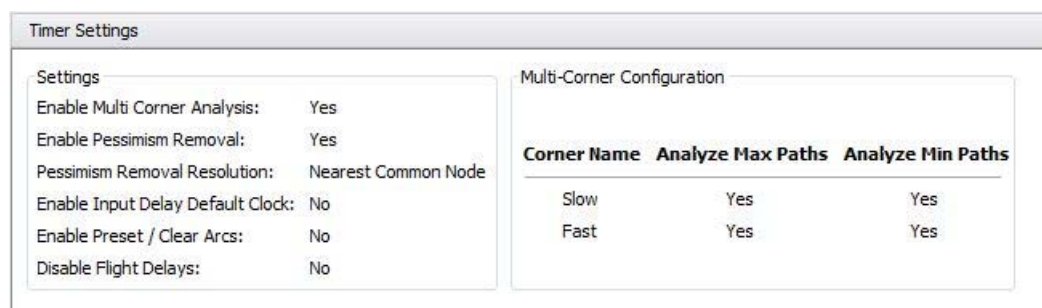 Timer Settings
Settings
Enable Multi Corner Analysis: Yes
Enable Pessimism Removal: Yes
Pessimism Removal Resolution: Nearest Common Node
Enable Input Delay Default Clock: No
Enable Preset / Clear Arcs: No
Disable Flight Delays: No
Multi-Corner Configuration
Corner Name Analyze Max Paths Analyze Min Paths
Slow Yes Yes
Fast Yes Yes